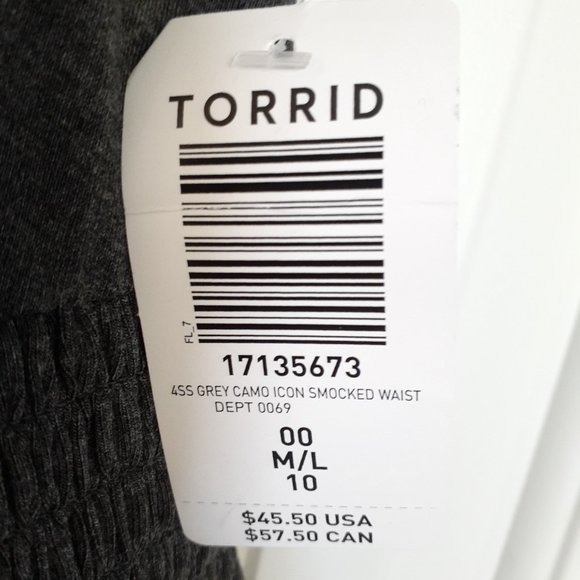 TORRID
FL_7
17135673
4SS GREY CAMO ICON SMOCKED WAIST
DEPT 0069
00
M/L
10
$45.50 USA
$57.50 CAN